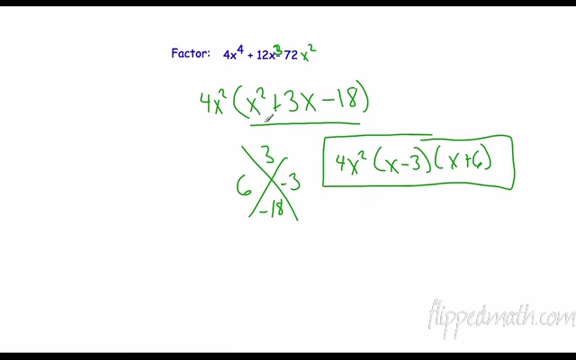 Factor: 4x⁴ + 12x³ - 72x²
4x² (x² + 3x - 18)
3
6 -3
-18
4x² (x-3)(x+6)
flippedmath.com